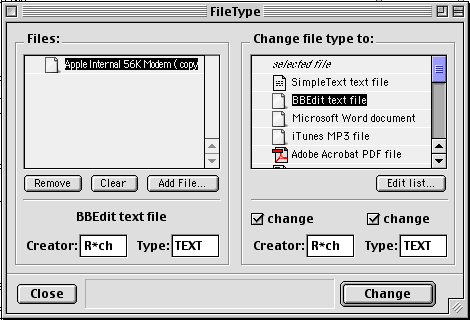 FileType
Files:
Apple Internal 56K Modem ( copy
Remove
Clear
Add File...
BBEdit text file
Creator: R*ch Type: TEXT
Change file type to:
selected file
SimpleText text file
BBEdit text file
Microsoft Word document
iTunes MP3 file
Adobe Acrobat PDF file
Edit list...
change change
Creator: R*ch Type: TEXT
Close
Change